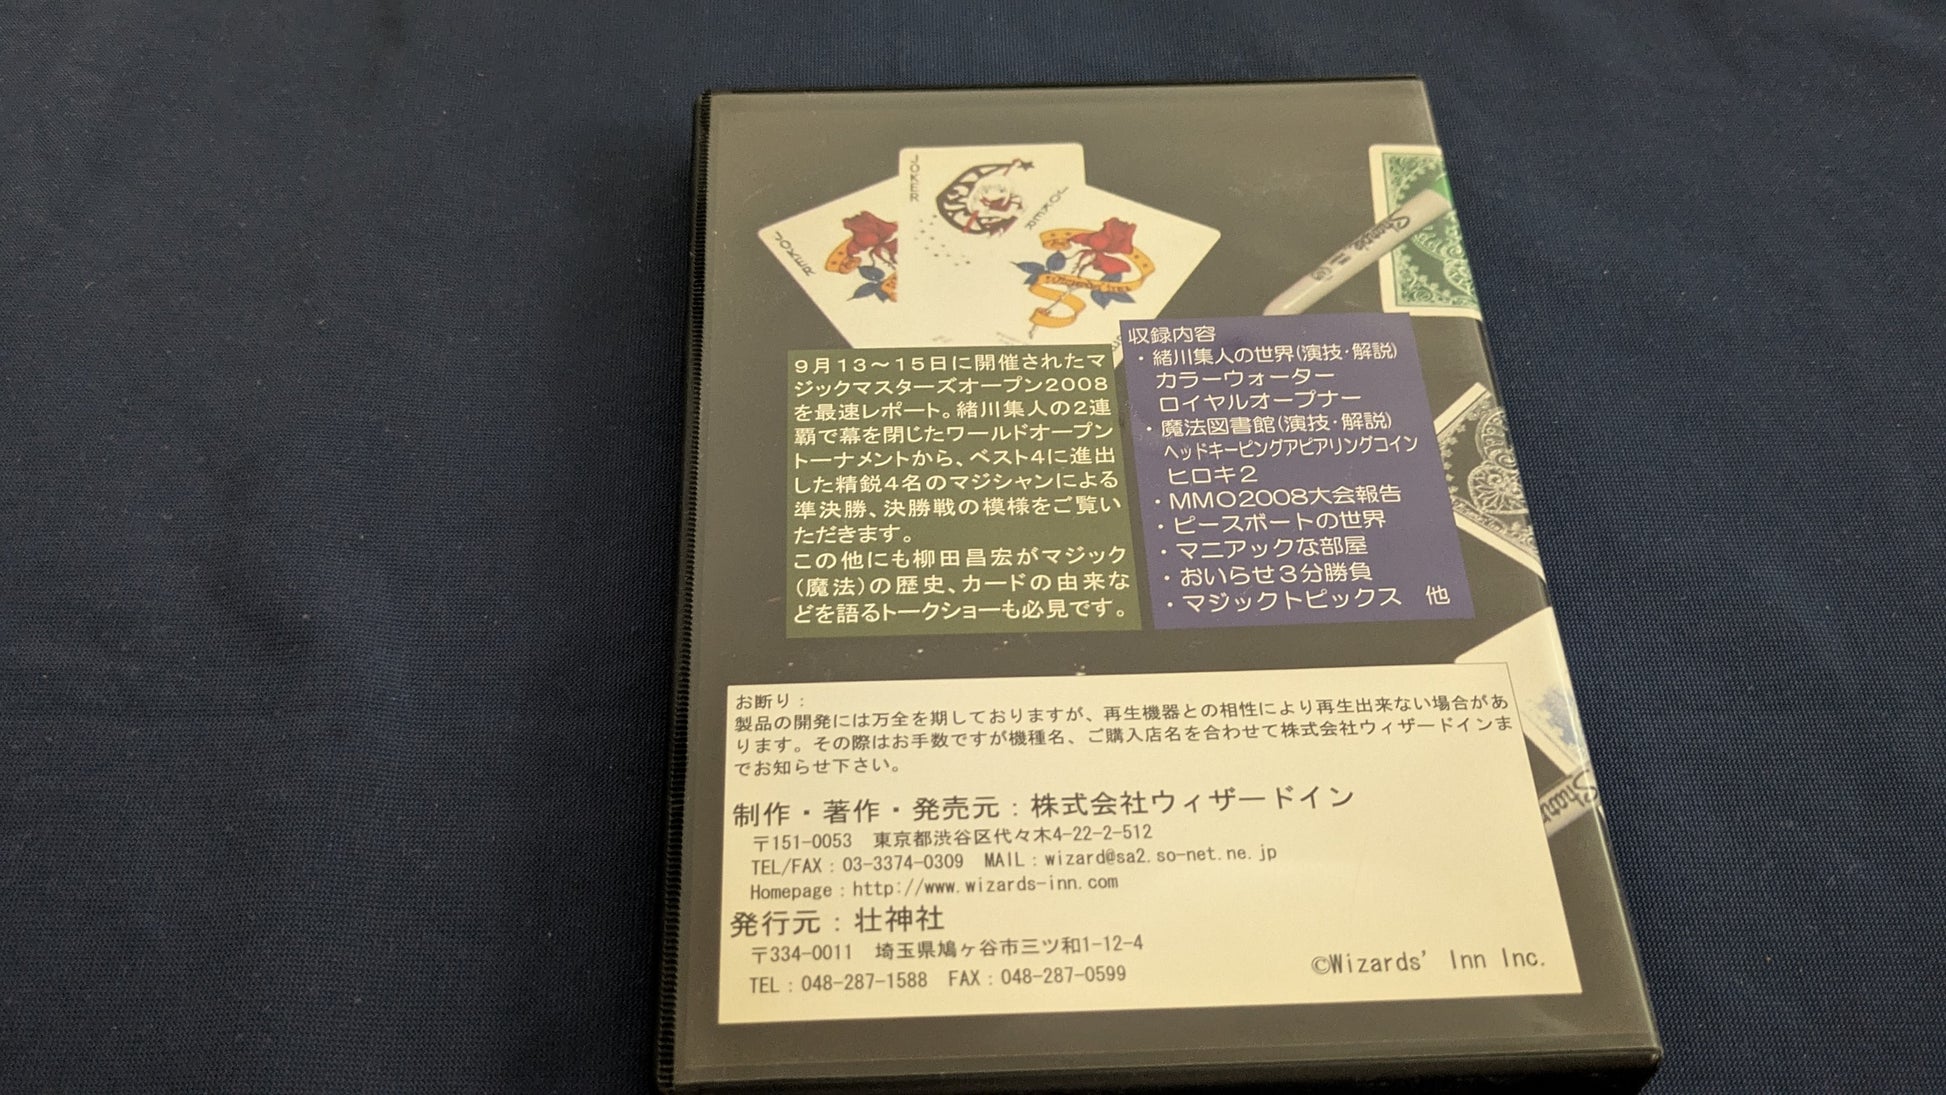 JOKER
JOKER
JOKER
Sharpie
９月１３〜１５日に開催されたマ
ジックマスターズオープン2008
を最速レポート。緒川集人の２連
覇で幕を閉じたワールドオープン
トーナメントから、ベスト4に進出
した精鋭４名のマジシャンによる
準決勝、決勝戦の模様をご覧い
ただきます。
この他にも柳田昌宏がマジック
(魔法)の歴史、カードの由来な
どを語るトークショーも必見です。
収録内容
・緒川集人の世界(演技・解説)
カラーウォーター
ロイヤルオープナー
・魔法図書館(演技・解説)
ヘッドキーピングアピアリングコイン
ヒロキ２
・MMO2008大会報告
・ピースボートの世界
・マニアックな部屋
・おいらせ３分勝負
・マジックトピックス　他
お断り：
製品の開発には万全を期しておりますが、再生機器との相性により再生出来ない場合があ
ります。その際はお手数ですが機種名、ご購入店名を合わせて株式会社ウィザードインま
でお知らせ下さい。
制作・著作・発売元：株式会社ウィザードイン
〒151-0053　東京都渋谷区代々木4-22-2-512
TEL/FAX：03-3374-0309　MAIL：wizard@sa2.so-net.ne.jp
Homepage：http://www.wizards-inn.com
発行元：壮神社
〒334-0011　埼玉県鳩ヶ谷市三ツ和1-12-4
TEL：048-287-1588　FAX：048-287-0599
©Wizards' Inn Inc.